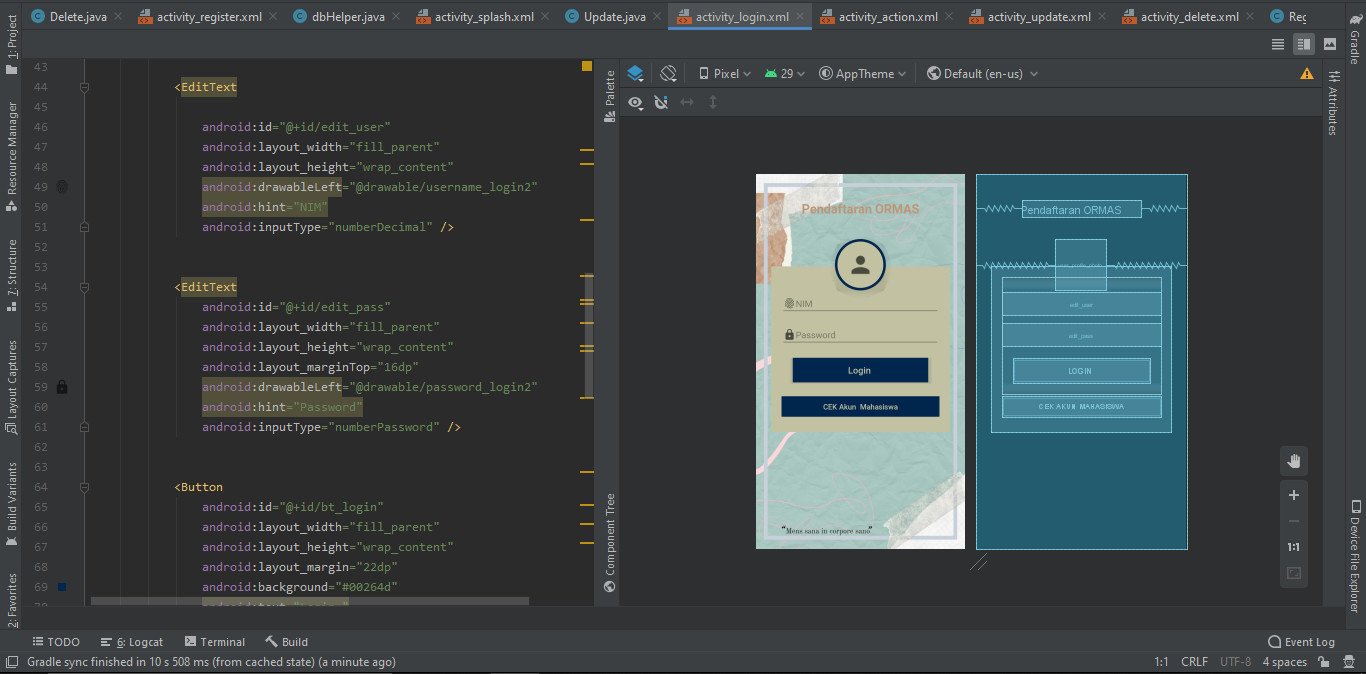 Delete.java
activity_register.xml
dbHelper.java
activity_splash.xml
Update.java
activity_login.xml
activity_action.xml
activity_update.xml
activity_delete.xml
Reg
1: Project
Resource Manager
7: Structure
Layout Captures
Build Variants
2: Favorites
43
44 <EditText
45
46 android:id="@+id/edit_user"
47 android:layout_width="fill_parent"
48 android:layout_height="wrap_content"
49 android:drawableLeft="@drawable/username_login2"
50 android:hint="NIM"
51 android:inputType="numberDecimal" />
52
53
54 <EditText
55 android:id="@+id/edit_pass"
56 android:layout_width="fill_parent"
57 android:layout_height="wrap_content"
58 android:layout_marginTop="16dp"
59 android:drawableLeft="@drawable/password_login2"
60 android:hint="Password"
61 android:inputType="numberPassword" />
62
63
64 <Button
65 android:id="@+id/bt_login"
66 android:layout_width="fill_parent"
67 android:layout_height="wrap_content"
68 android:layout_margin="22dp"
69 android:background="#00264d"
Palette
Component Tree
Pixel
29
AppTheme
Default (en-us)
Pendaftaran ORMAS
NIM
Password
Login
CEK Akun Mahasiswa
"Mens sana in corpore sano"
Pendaftaran ORMAS
edit_user
edit_pass
LOGIN
CEK AKUN MAHASISWA
1:1
Gradle
Attributes
Device File Explorer
TODO
6: Logcat
Terminal
Build
Event Log
Gradle sync finished in 10 s 508 ms (from cached state) (a minute ago)
1:1
CRLF
UTF-8
4 spaces